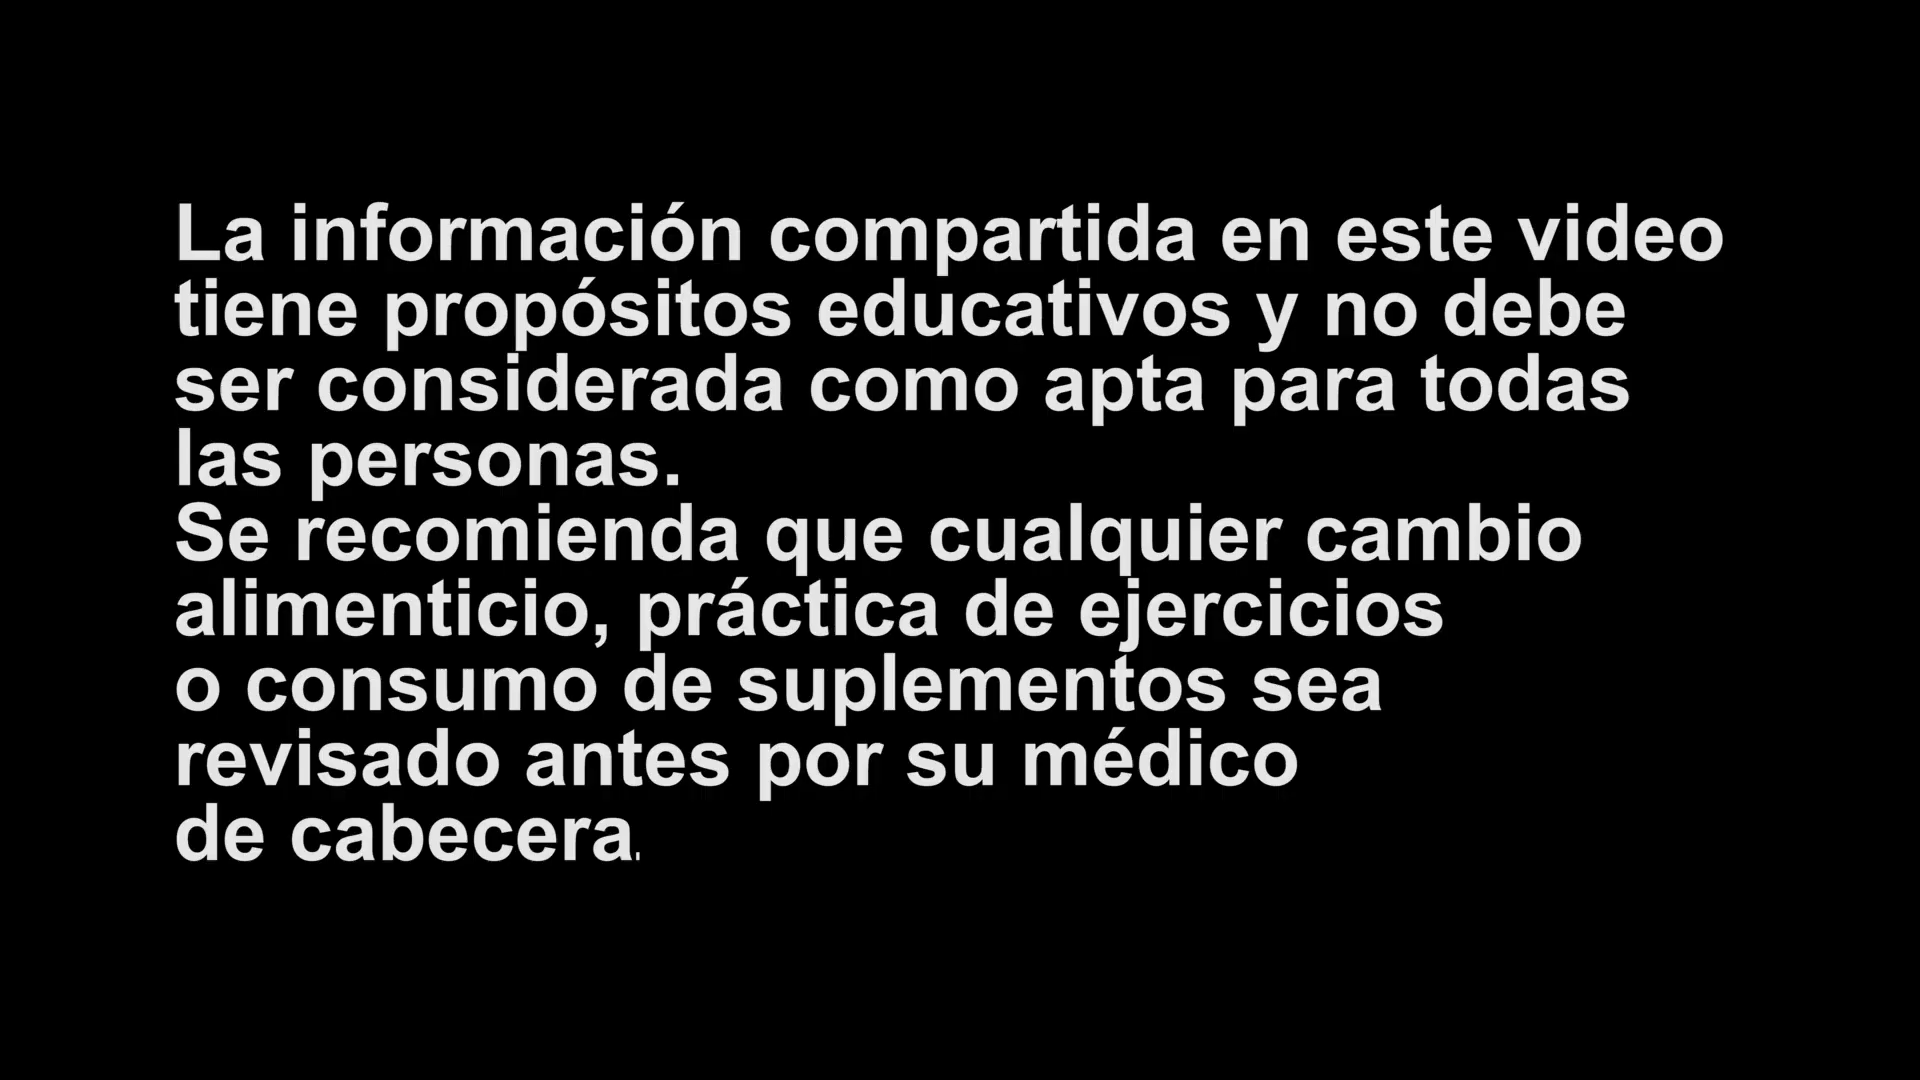 La información compartida en este video
tiene propósitos educativos y no debe
ser considerada como apta para todas
las personas.
Se recomienda que cualquier cambio
alimenticio, práctica de ejercicios
o consumo de suplementos sea
revisado antes por su médico
de cabecera.